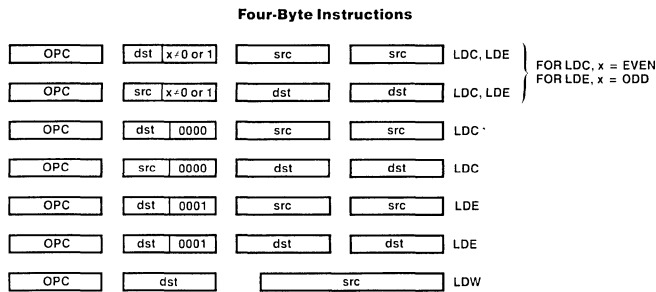 Four-Byte Instructions
OPC dst x≠0 or 1 src src LDC, LDE
FOR LDC, x = EVEN
FOR LDE, x = ODD
OPC src x≠0 or 1 dst dst LDC, LDE
OPC dst 0000 src src LDC
OPC src 0000 dst dst LDC
OPC dst 0001 src src LDE
OPC dst 0001 dst dst LDE
OPC dst src LDW